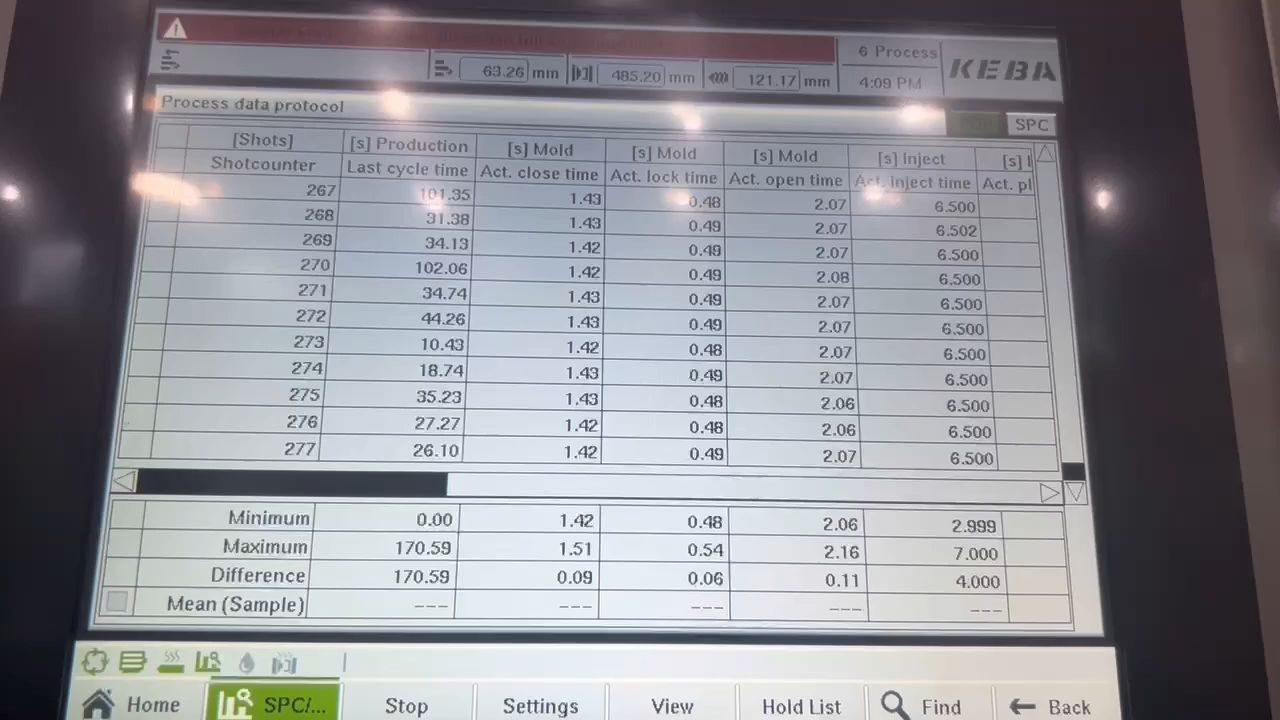 63.26 mm 485.20 mm 121.17 mm 6 Process
4:09 PM
KEBA
Process data protocol
SPC
[Shots] [s] Production [s] Mold [s] Mold [s] Mold [s] Inject [s] I
Shotcounter Last cycle time Act. close time Act. lock time Act. open time Act. inject time Act. pl
267 101.35 1.43 0.48 2.07 6.500
268 31.38 1.43 0.49 2.07 6.502
269 34.13 1.42 0.49 2.07 6.500
270 102.06 1.42 0.49 2.08 6.500
271 34.74 1.43 0.49 2.07 6.500
272 44.26 1.43 0.49 2.07 6.500
273 10.43 1.42 0.48 2.07 6.500
274 18.74 1.43 0.49 2.07 6.500
275 35.23 1.43 0.48 2.06 6.500
276 27.27 1.42 0.48 2.06 6.500
277 26.10 1.42 0.49 2.07 6.500
Minimum 0.00 1.42 0.48 2.06 2.999
Maximum 170.59 1.51 0.54 2.16 7.000
Difference 170.59 0.09 0.06 0.11 4.000
Mean (Sample) --- --- --- --- ---
Home SPC/... Stop Settings View Hold List Find Back